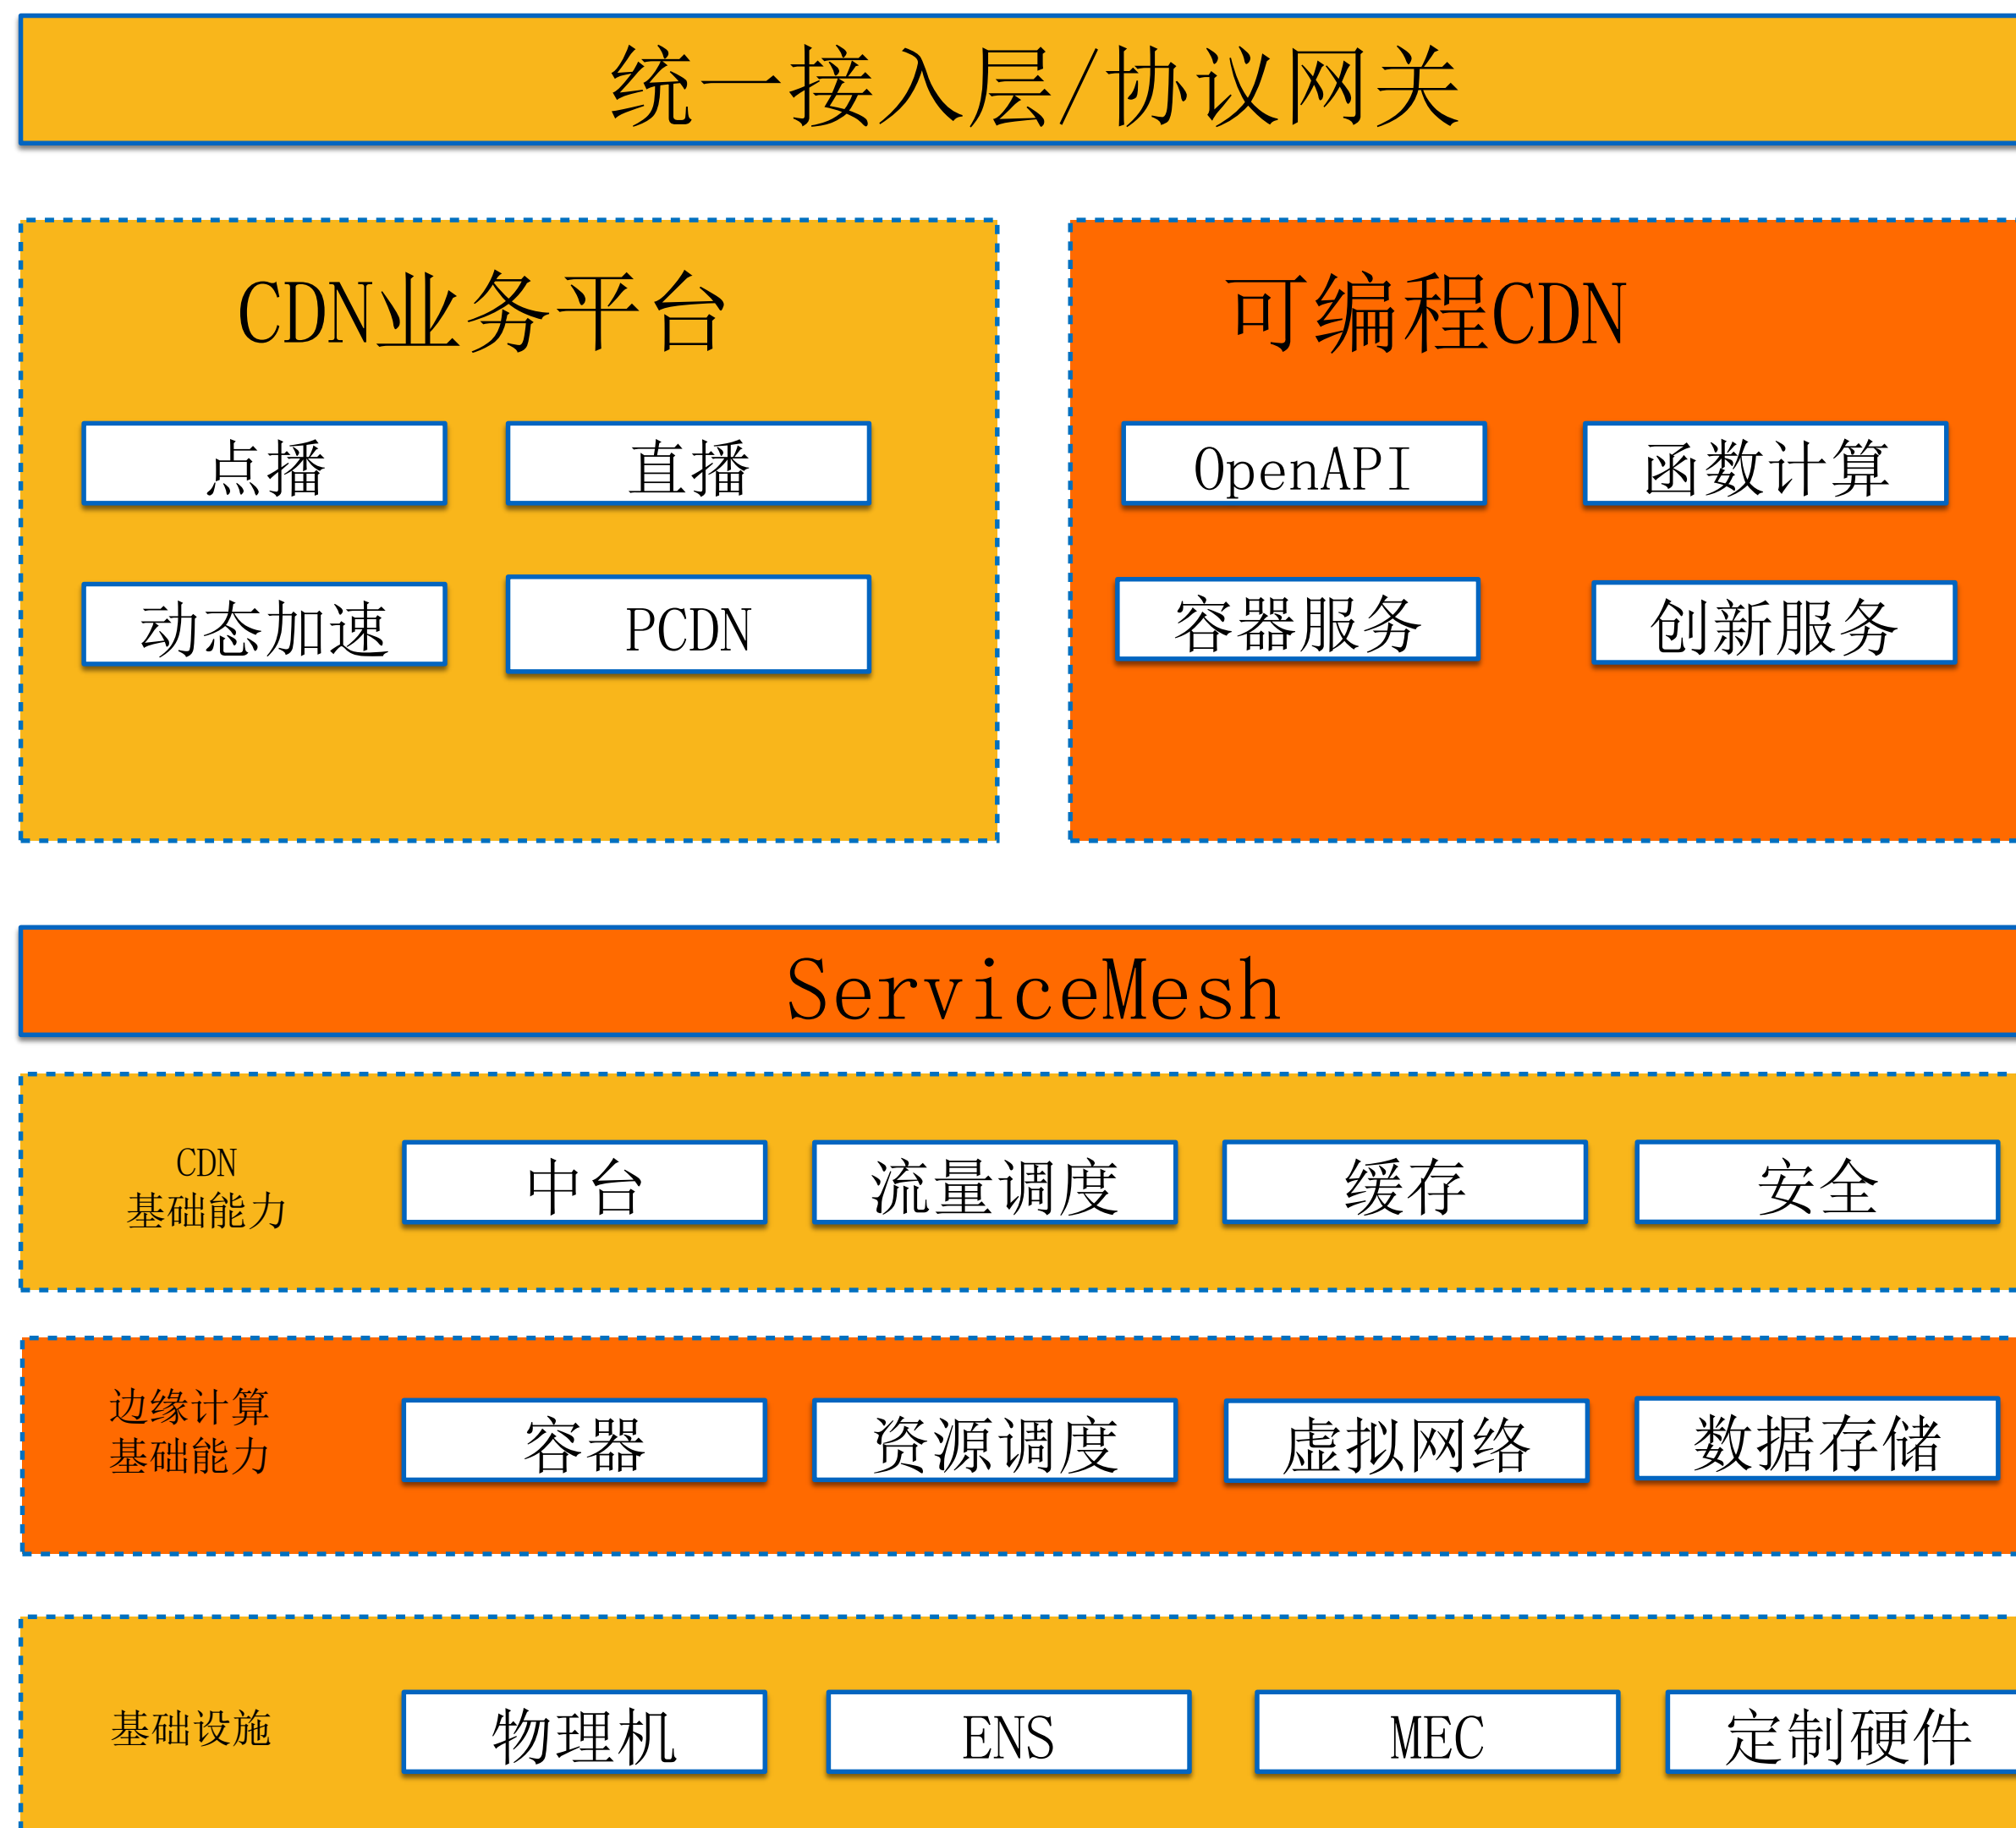 统一接入层/协议网关
CDN业务平台
点播
直播
动态加速
PCDN
可编程CDN
OpenAPI
函数计算
容器服务
创新服务
ServiceMesh
CDN
基础能力
中台
流量调度
缓存
安全
边缘计算
基础能力
容器
资源调度
虚拟网络
数据存储
基础设施
物理机
ENS
MEC
定制硬件